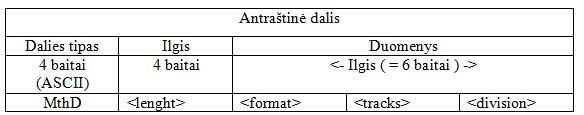 Antraštinė dalis
Dalies tipas Ilgis Duomenys
4 baitai 4 baitai <- Ilgis ( = 6 baitai ) ->
(ASCII)
MthD <lenght> <format> <tracks> <division>